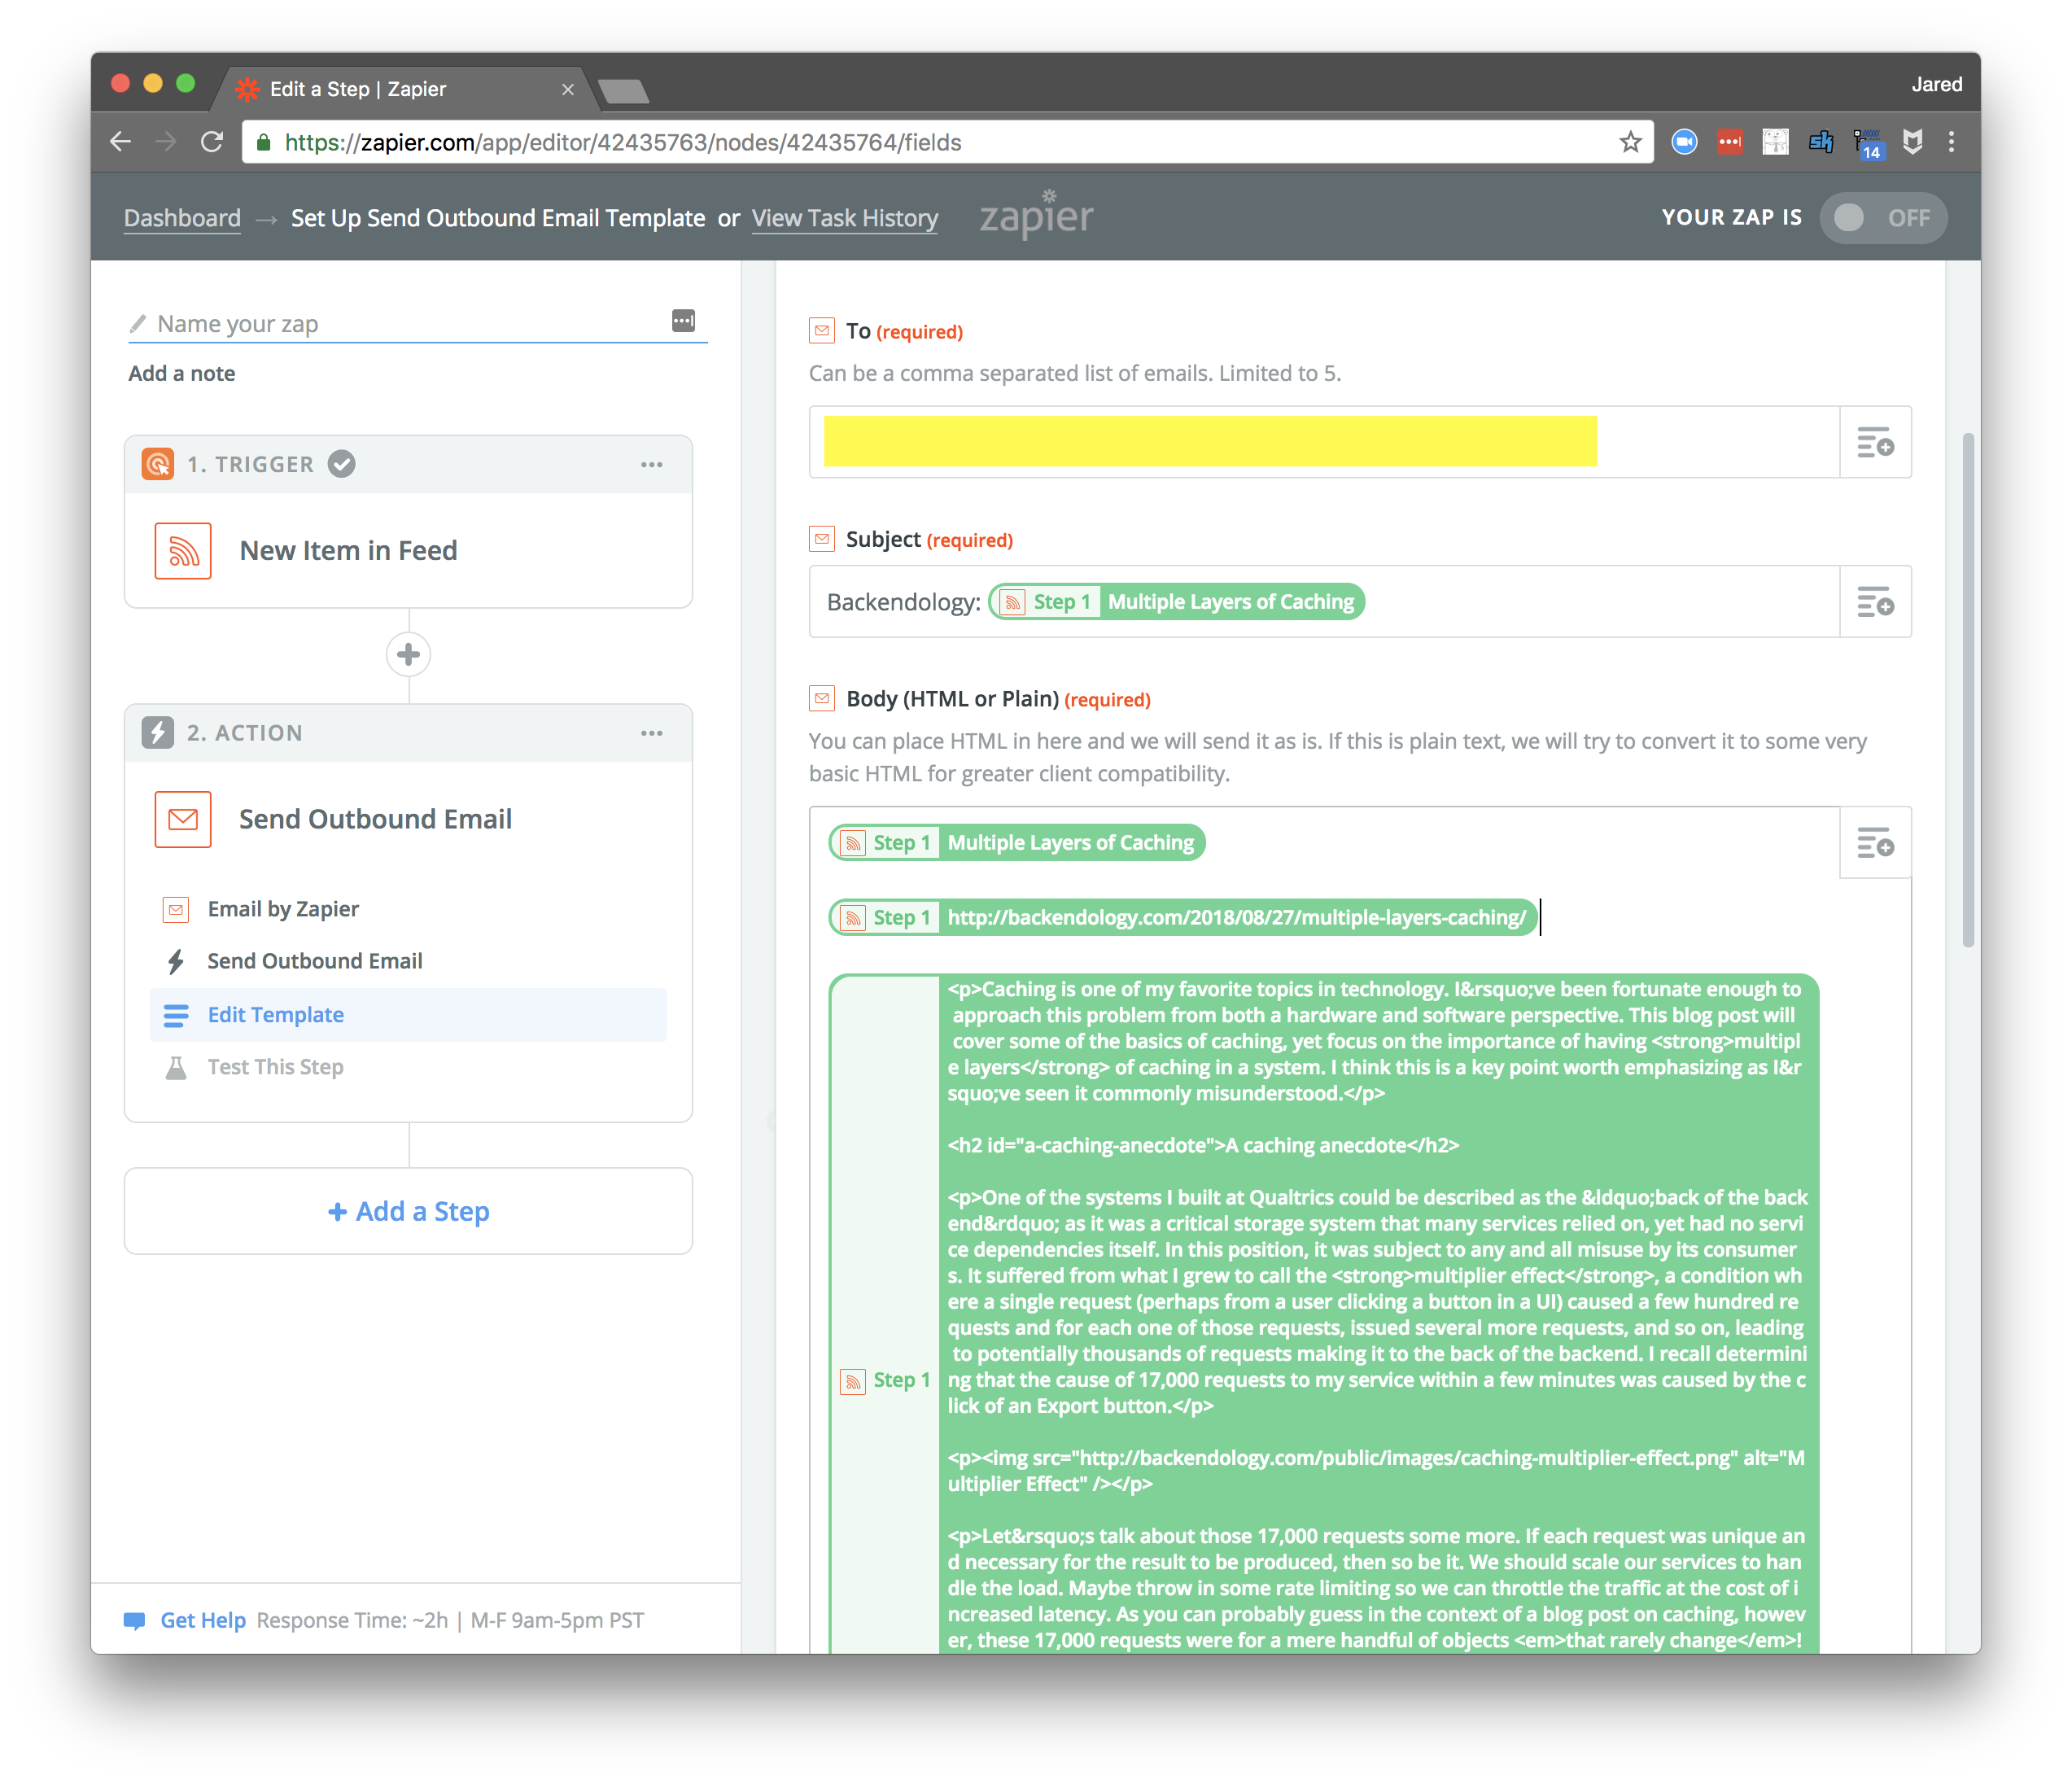 Edit a Step | Zapier
Jared
https://zapier.com/app/editor/42435763/nodes/42435764/fields
sk
14
Dashboard → Set Up Send Outbound Email Template or View Task History
zapier
YOUR ZAP IS OFF
Name your zap
Add a note
1. TRIGGER
New Item in Feed
2. ACTION
Send Outbound Email
Email by Zapier
Send Outbound Email
Edit Template
Test This Step
+ Add a Step
Get Help Response Time: ~2h | M-F 9am-5pm PST
To (required)
Can be a comma separated list of emails. Limited to 5.
Subject (required)
Backendology: Step 1 Multiple Layers of Caching
Body (HTML or Plain) (required)
You can place HTML in here and we will send it as is. If this is plain text, we will try to convert it to some very
basic HTML for greater client compatibility.
Step 1 Multiple Layers of Caching
Step 1 http://backendology.com/2018/08/27/multiple-layers-caching/
Step 1
<p>Caching is one of my favorite topics in technology. I&rsquo;ve been fortunate enough to
approach this problem from both a hardware and software perspective. This blog post will
cover some of the basics of caching, yet focus on the importance of having <strong>multipl
e layers</strong> of caching in a system. I think this is a key point worth emphasizing as I&r
squo;ve seen it commonly misunderstood.</p>
<h2 id="a-caching-anecdote">A caching anecdote</h2>
<p>One of the systems I built at Qualtrics could be described as the &ldquo;back of the back
end&rdquo; as it was a critical storage system that many services relied on, yet had no servi
ce dependencies itself. In this position, it was subject to any and all misuse by its consumer
s. It suffered from what I grew to call the <strong>multiplier effect</strong>, a condition wh
ere a single request (perhaps from a user clicking a button in a UI) caused a few hundred re
quests and for each one of those requests, issued several more requests, and so on, leading
to potentially thousands of requests making it to the back of the backend. I recall determini
ng that the cause of 17,000 requests to my service within a few minutes was caused by the c
lick of an Export button.</p>
<p><img src="http://backendology.com/public/images/caching-multiplier-effect.png" alt="M
ultiplier Effect" /></p>
<p>Let&rsquo;s talk about those 17,000 requests some more. If each request was unique an
d necessary for the result to be produced, then so be it. We should scale our services to han
dle the load. Maybe throw in some rate limiting so we can throttle the traffic at the cost of i
ncreased latency. As you can probably guess in the context of a blog post on caching, howev
er, these 17,000 requests were for a mere handful of objects <em>that rarely change</em>!